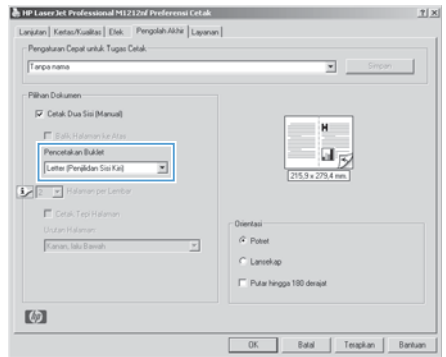 HP LaserJet Professional M1212nf Preferensi Cetak
Lanjutan Kertas/Kualitas Efek Pengolah Akhir Layanan
Pengaturan Cepat untuk Tugas Cetak
Tanpa nama
Simpan
Pilihan Dokumen
Cetak Dua Sisi (Manual)
Balik Halaman ke Atas
Pencetakan Buklet
Letter (Penjilidan Sisi Kiri)
2 Halaman per Lembar
Cetak Tepi Halaman
Urutan Halaman
Kanan, lalu Bawah
H
215,9 x 279,4 mm.
Orientasi
Potret
Lansekap
Putar hingga 180 derajat
hp
OK Batal Terapkan Bantuan